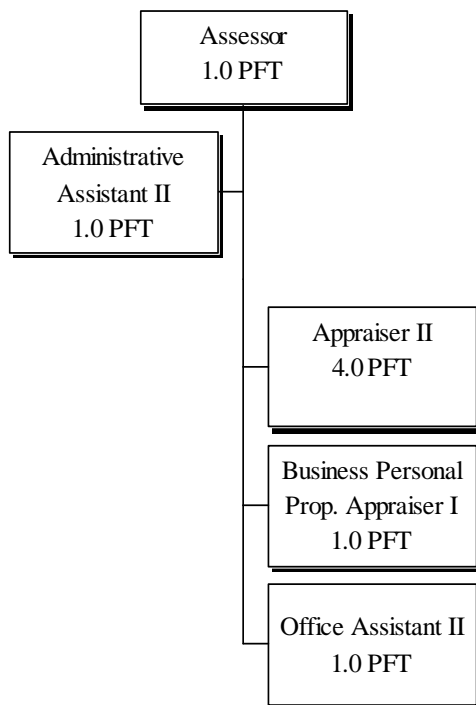 Assessor
1.0 PFT
Administrative
Assistant II
1.0 PFT
Appraiser II
4.0 PFT
Business Personal
Prop. Appraiser I
1.0 PFT
Office Assistant II
1.0 PFT